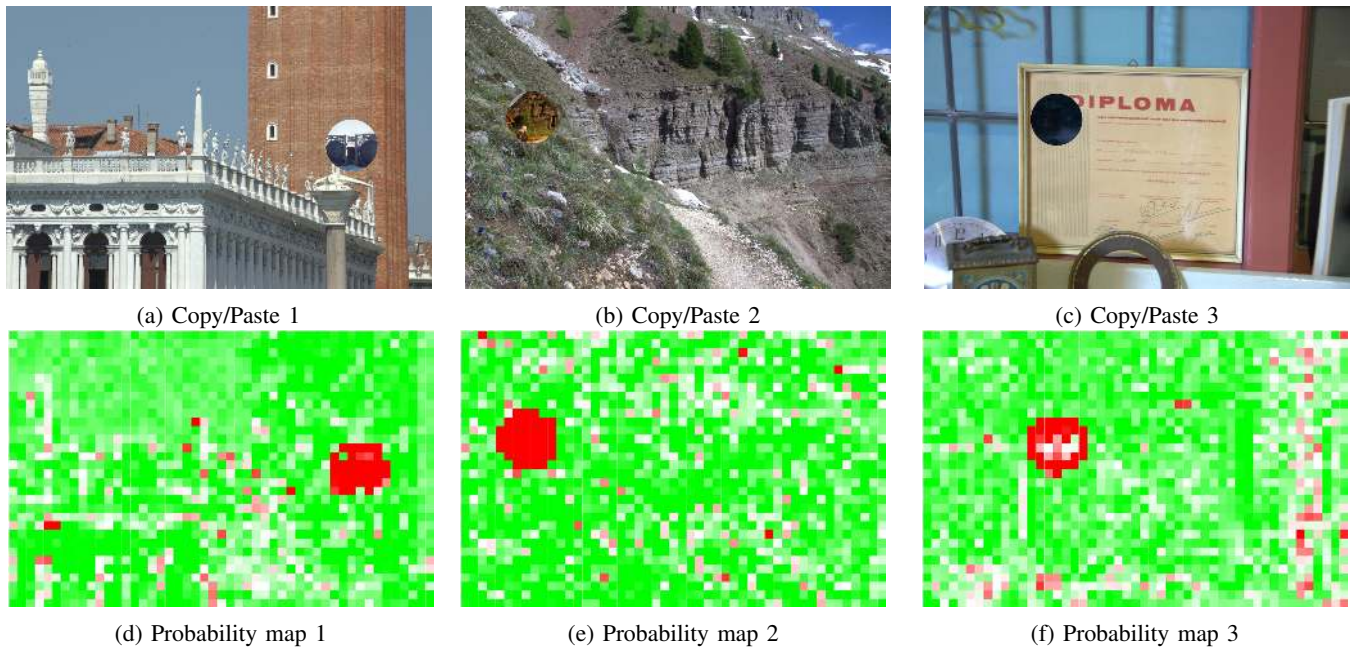 DIPLOMA
(a) Copy/Paste 1
(b) Copy/Paste 2
(c) Copy/Paste 3
(d) Probability map 1
(e) Probability map 2
(f) Probability map 3